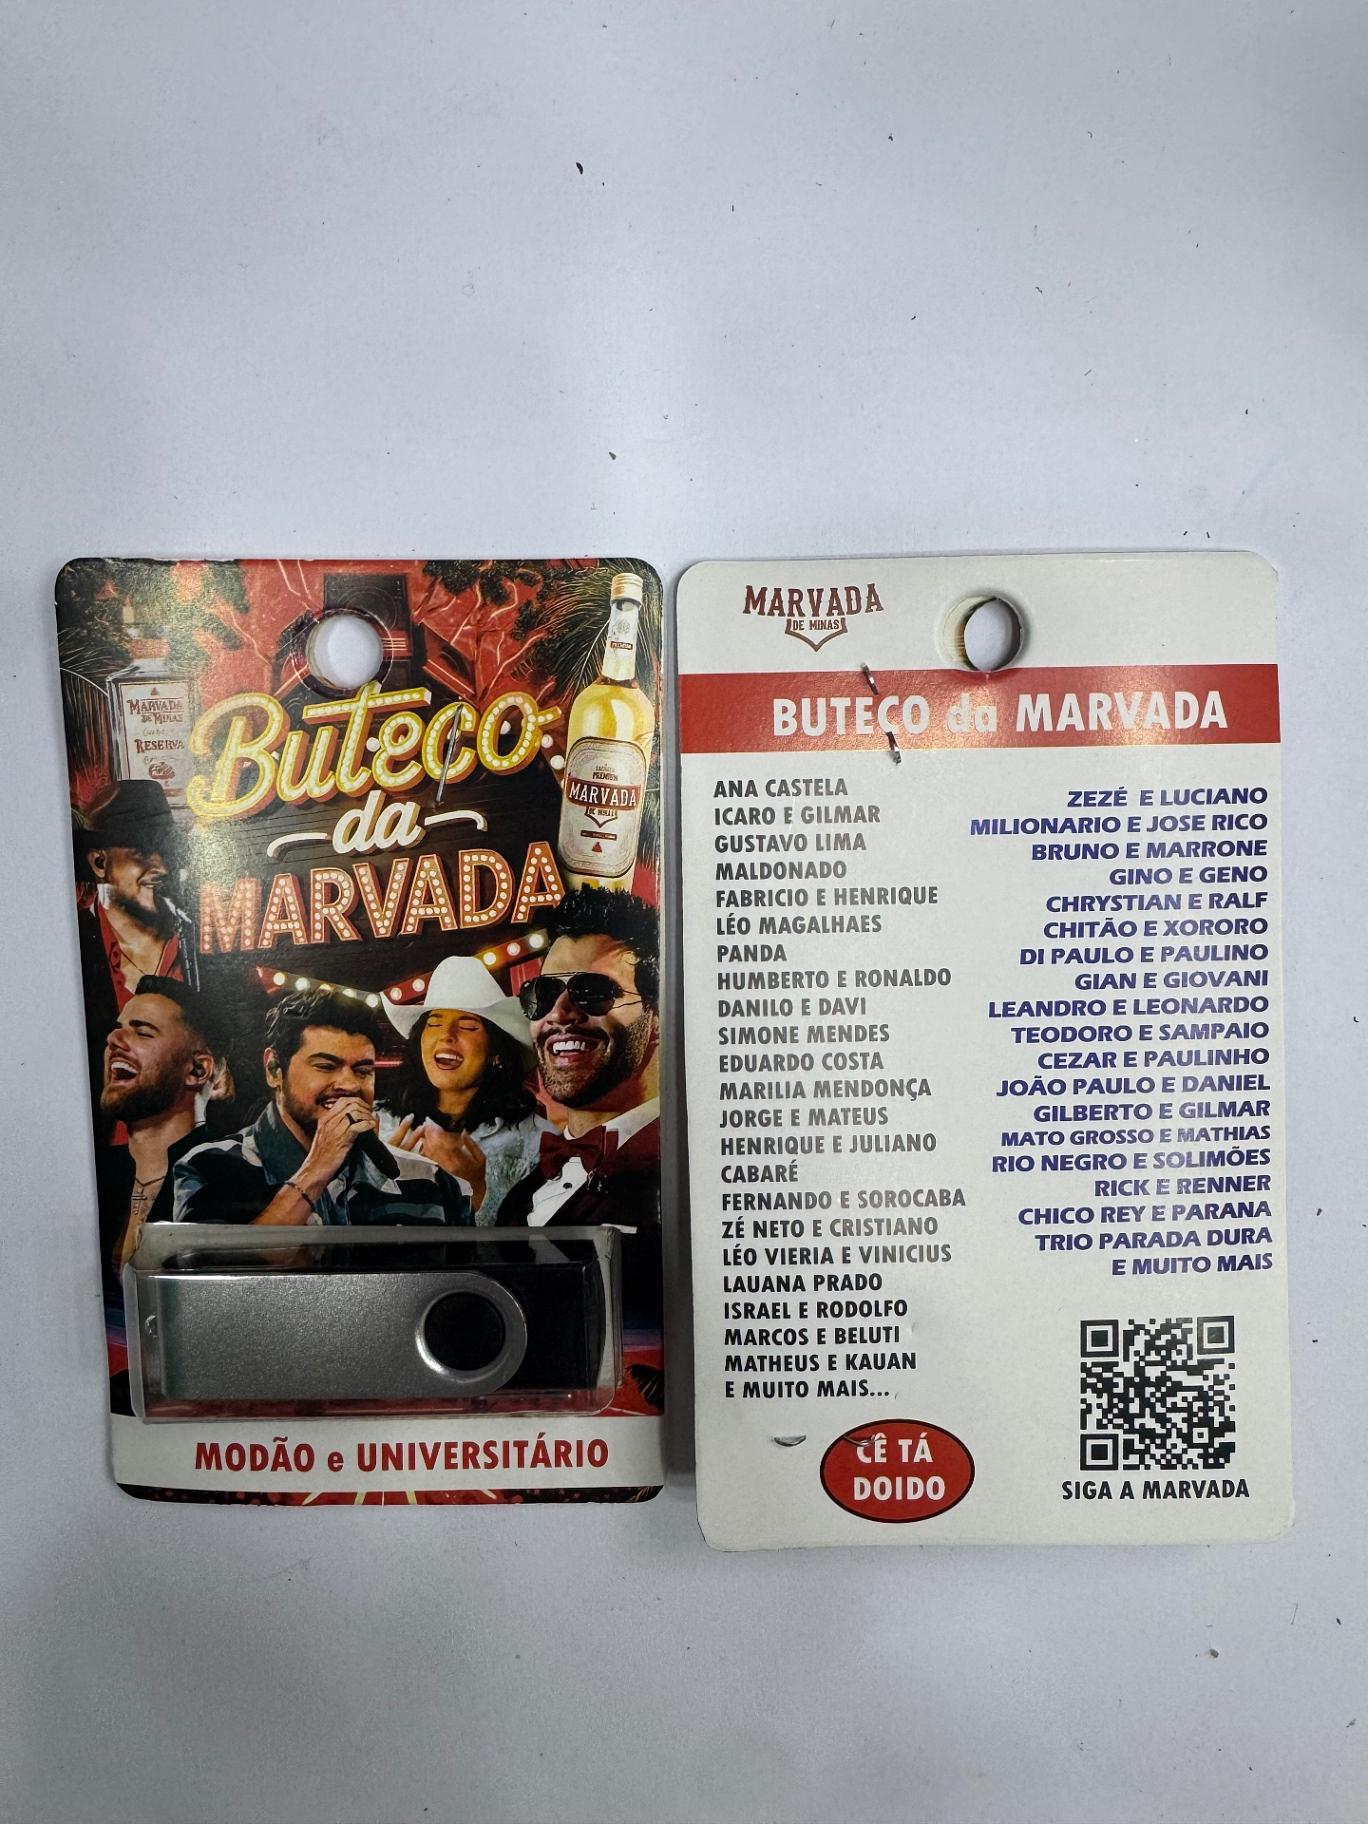 MARVADA
DE MINAS
RESERVA
Buteco
da
MARVADA
PREMIUM
MARVADA
DE MINAS
MODÃO e UNIVERSITÁRIO
MARVADA
DE MINAS
BUTECO da MARVADA
ANA CASTELA
ICARO E GILMAR
GUSTAVO LIMA
MALDONADO
FABRICIO E HENRIQUE
LÉO MAGALHAES
PANDA
HUMBERTO E RONALDO
DANILO E DAVI
SIMONE MENDES
EDUARDO COSTA
MARILIA MENDONÇA
JORGE E MATEUS
HENRIQUE E JULIANO
CABARÉ
FERNANDO E SOROCABA
ZÉ NETO E CRISTIANO
LÉO VIERIA E VINICIUS
LAUANA PRADO
ISRAEL E RODOLFO
MARCOS E BELUTI
MATHEUS E KAUAN
E MUITO MAIS...
ZEZÉ E LUCIANO
MILIONARIO E JOSE RICO
BRUNO E MARRONE
GINO E GENO
CHRYSTIAN E RALF
CHITÃO E XORORO
DI PAULO E PAULINO
GIAN E GIOVANI
LEANDRO E LEONARDO
TEODORO E SAMPAIO
CEZAR E PAULINHO
JOÃO PAULO E DANIEL
GILBERTO E GILMAR
MATO GROSSO E MATHIAS
RIO NEGRO E SOLIMÕES
RICK E RENNER
CHICO REY E PARANA
TRIO PARADA DURA
E MUITO MAIS
CÊ TÁ
DOIDO
SIGA A MARVADA